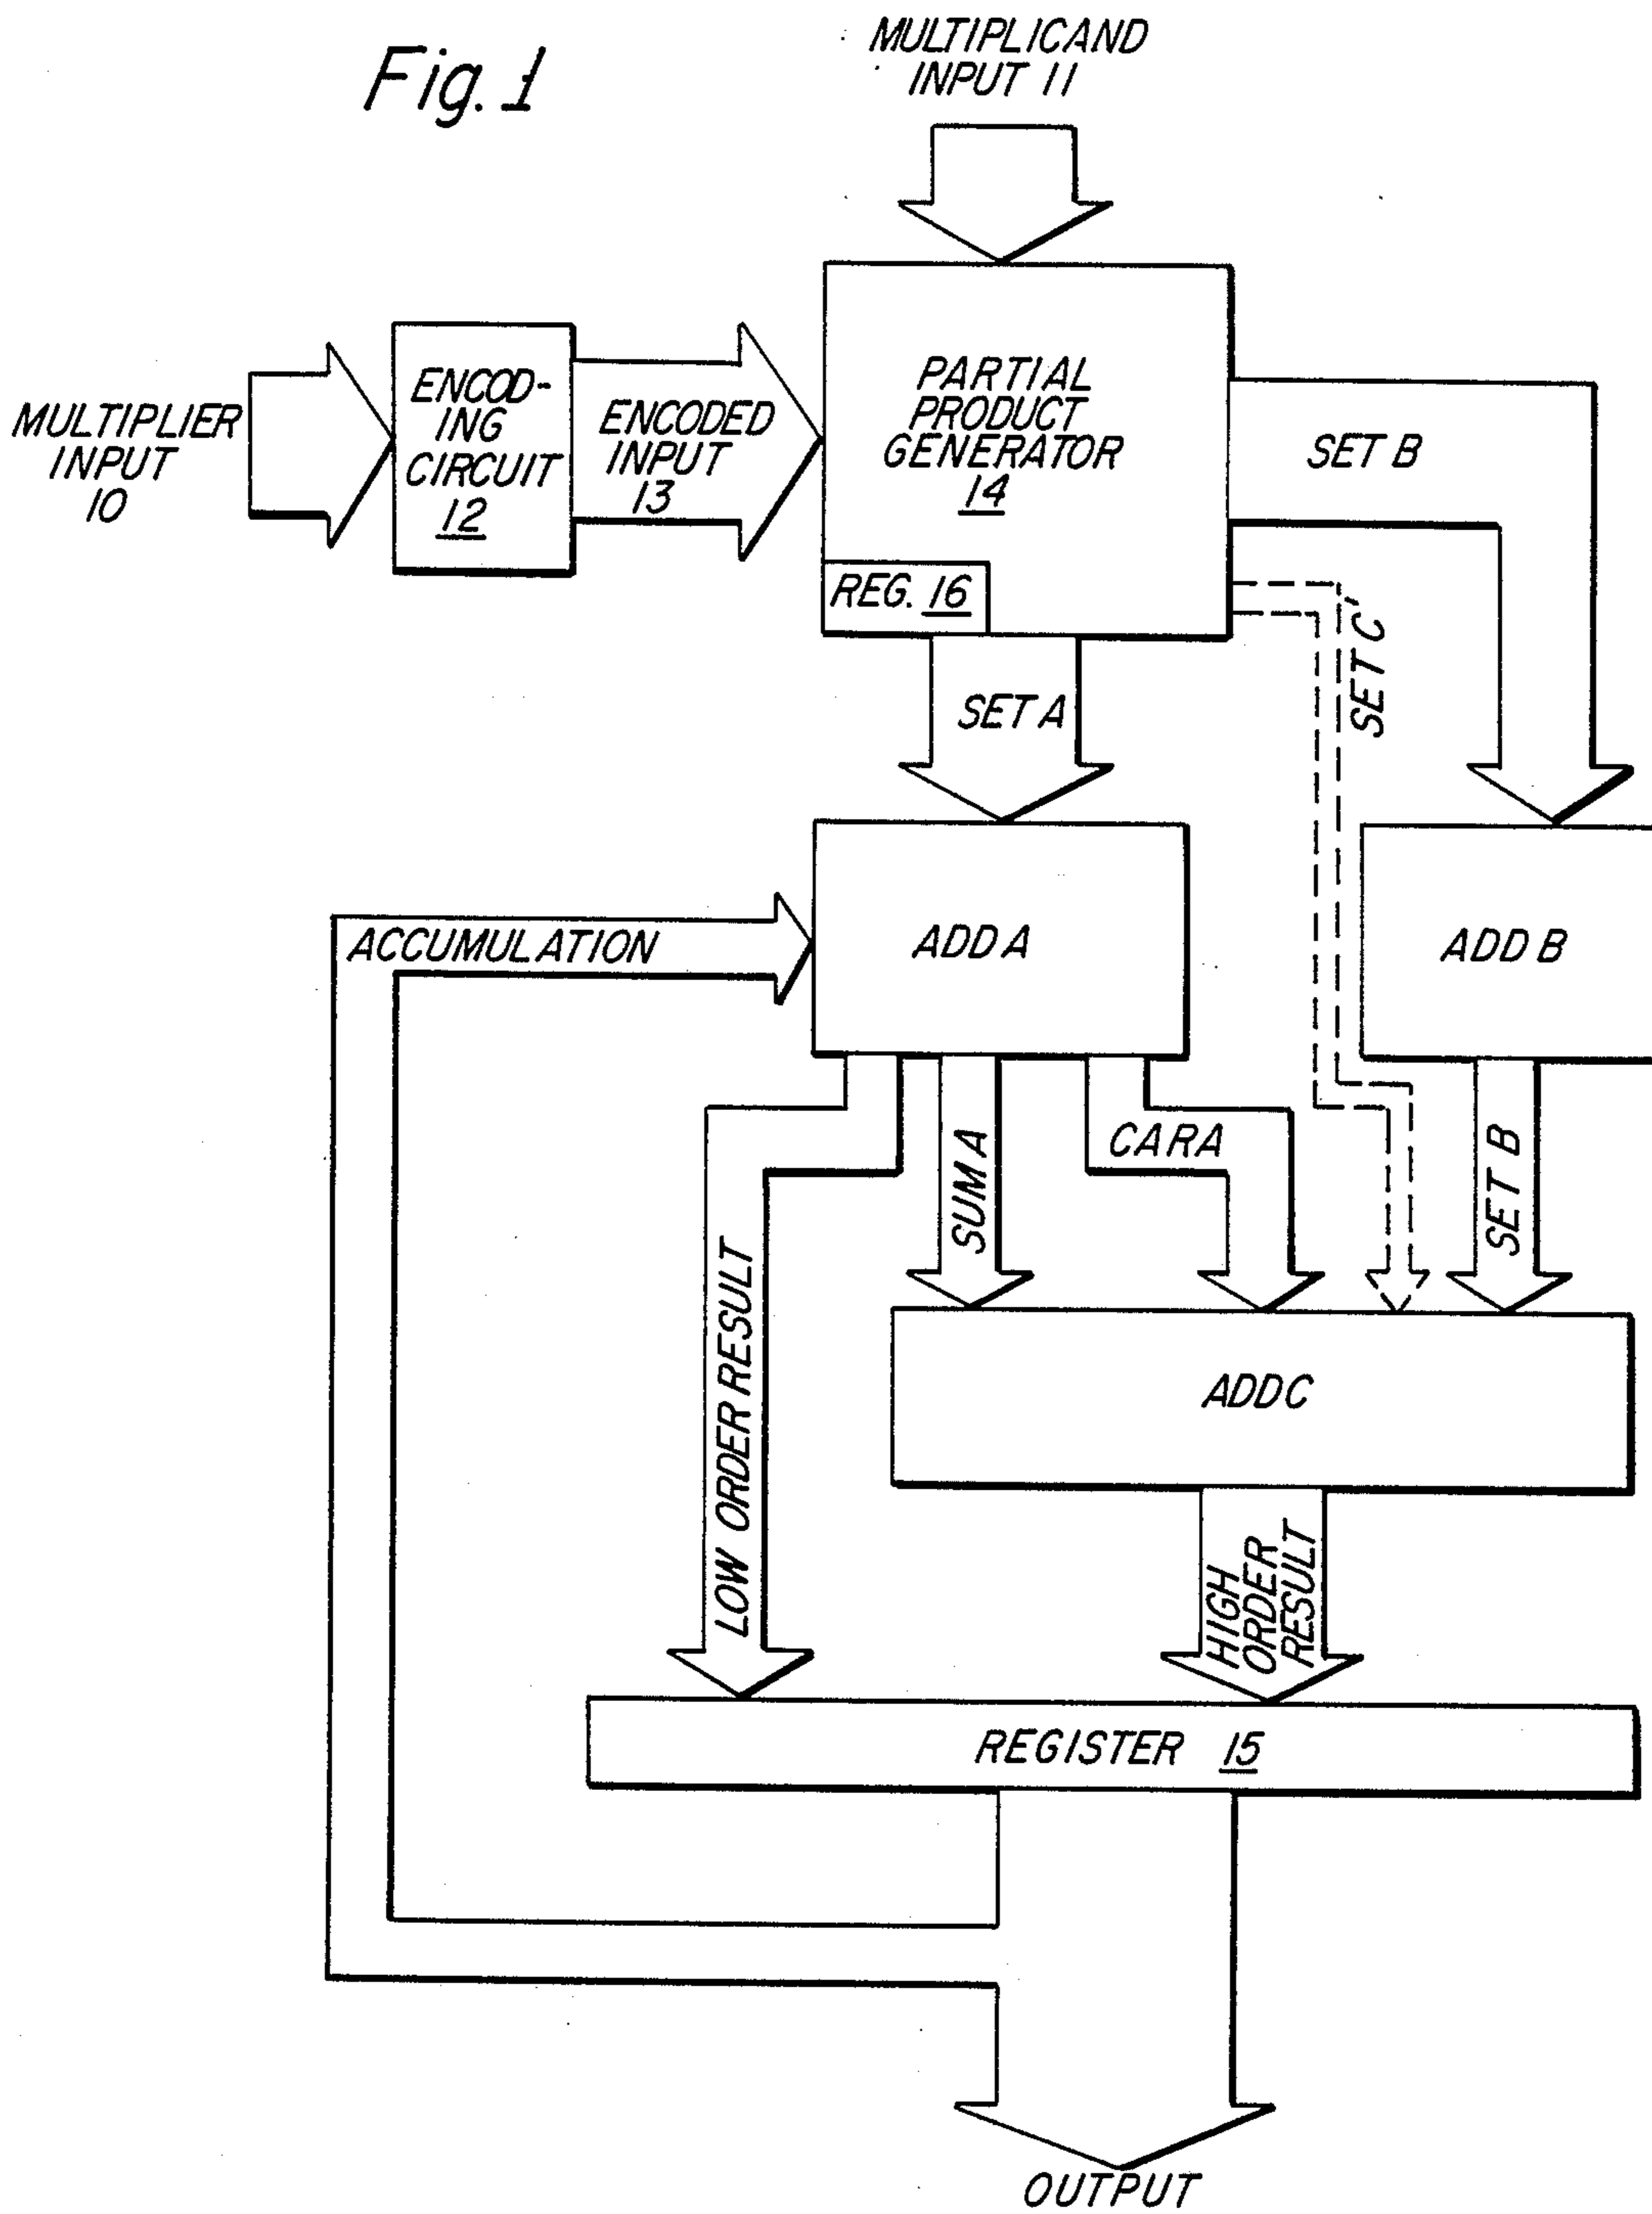 Fig. 1
MULTIPLICAND
INPUT 11
MULTIPLIER
INPUT
10
ENCOD-
ING
CIRCUIT
12
ENCODED
INPUT
13
PARTIAL
PRODUCT
GENERATOR
14
REG. 16
SET B
SET C'
SET A
ACCUMULATION
ADD A
ADD B
SUM A
CARA
SET B
LOW ORDER RESULT
ADD C
HIGH
ORDER
RESULT
REGISTER 15
OUTPUT